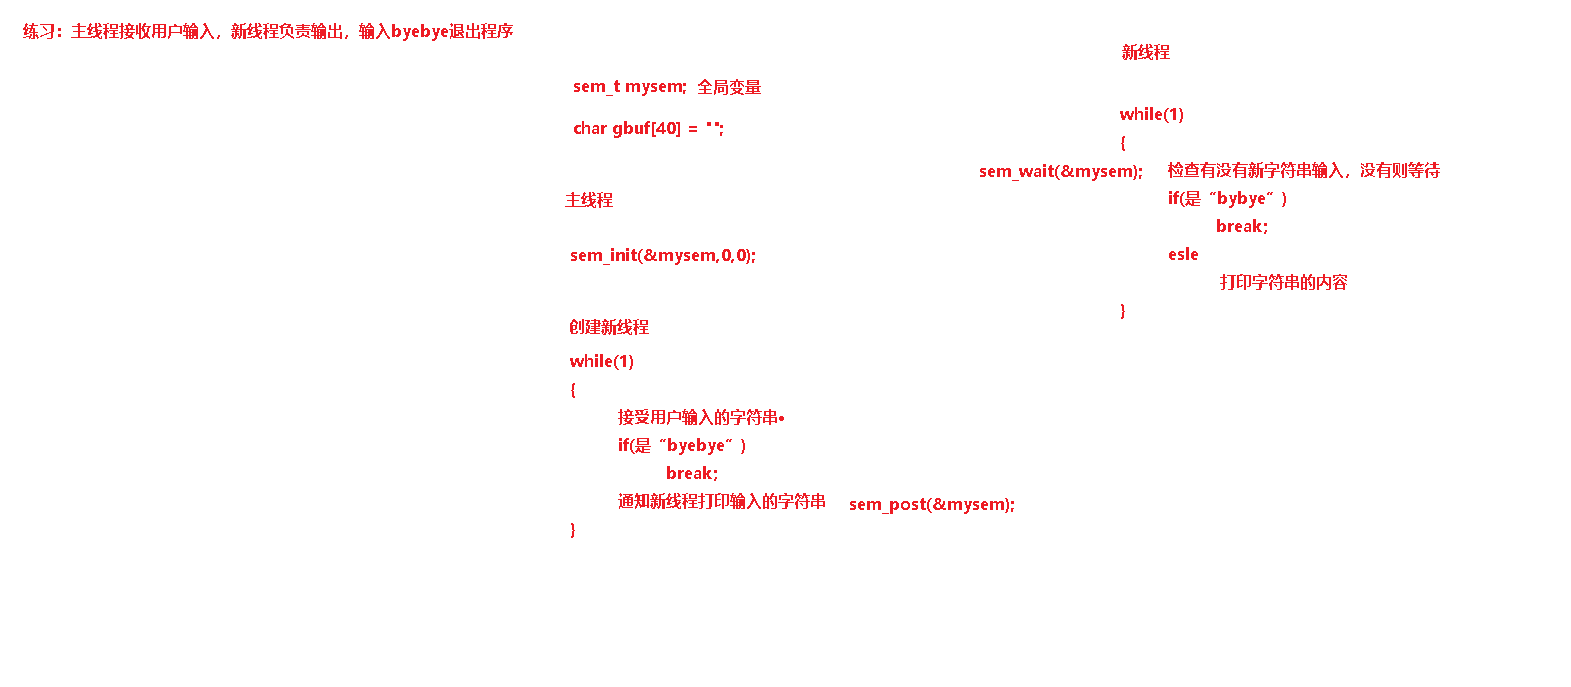 练习：主线程接收用户输入，新线程负责输出，输入byebye退出程序
sem_t mysem; 全局变量
char gbuf[40] = "";
主线程
sem_init(&mysem,0,0);
创建新线程
while(1)
{
接受用户输入的字符串•
if(是“byebye”)
break;
通知新线程打印输入的字符串 sem_post(&mysem);
}
新线程
while(1)
{
sem_wait(&mysem); 检查有没有新字符串输入，没有则等待
if(是“bybye”)
break;
esle
打印字符串的内容
}